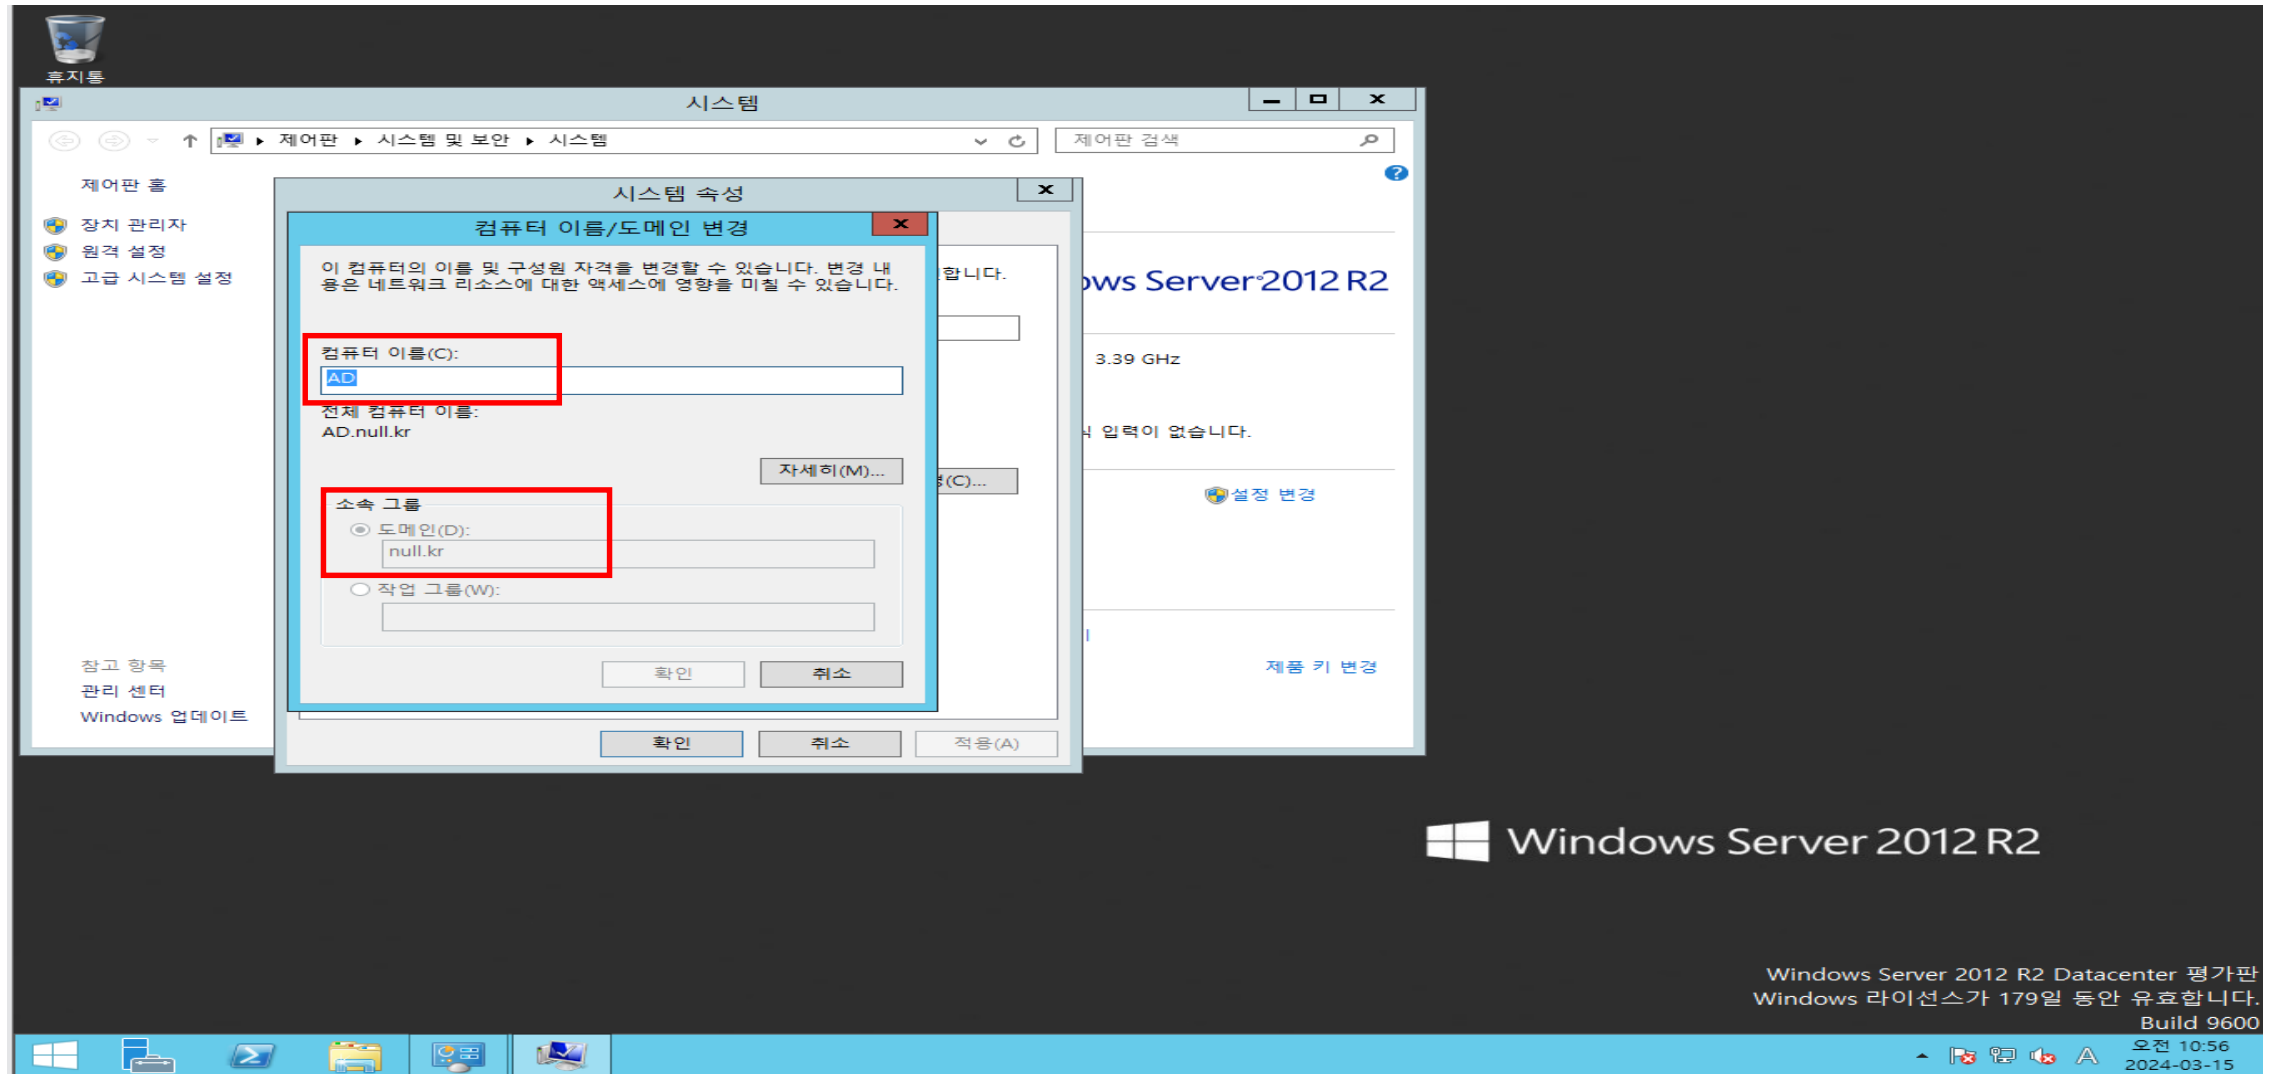 휴지통
시스템
제어판 시스템 및 보안 시스템
제어판 검색
제어판 홈
장치 관리자
원격 설정
고급 시스템 설정
참고 항목
관리 센터
Windows 업데이트
시스템 속성
컴퓨터 이름/도메인 변경
이 컴퓨터의 이름 및 구성원 자격을 변경할 수 있습니다. 변경 내
용은 네트워크 리소스에 대한 액세스에 영향을 미칠 수 있습니다.
컴퓨터 이름(C):
AD
전체 컴퓨터 이름:
AD.null.kr
자세히(M)...
소속 그룹
도메인(D):
null.kr
작업 그룹(W):
확인 취소
합니다.
(C)...
확인 취소 적용(A)
ows Server 2012 R2
3.39 GHz
입력이 없습니다.
설정 변경
제품 키 변경
Windows Server 2012 R2
Windows Server 2012 R2 Datacenter 평가판
Windows 라이선스가 179일 동안 유효합니다.
Build 9600
A
오전 10:56
2024-03-15